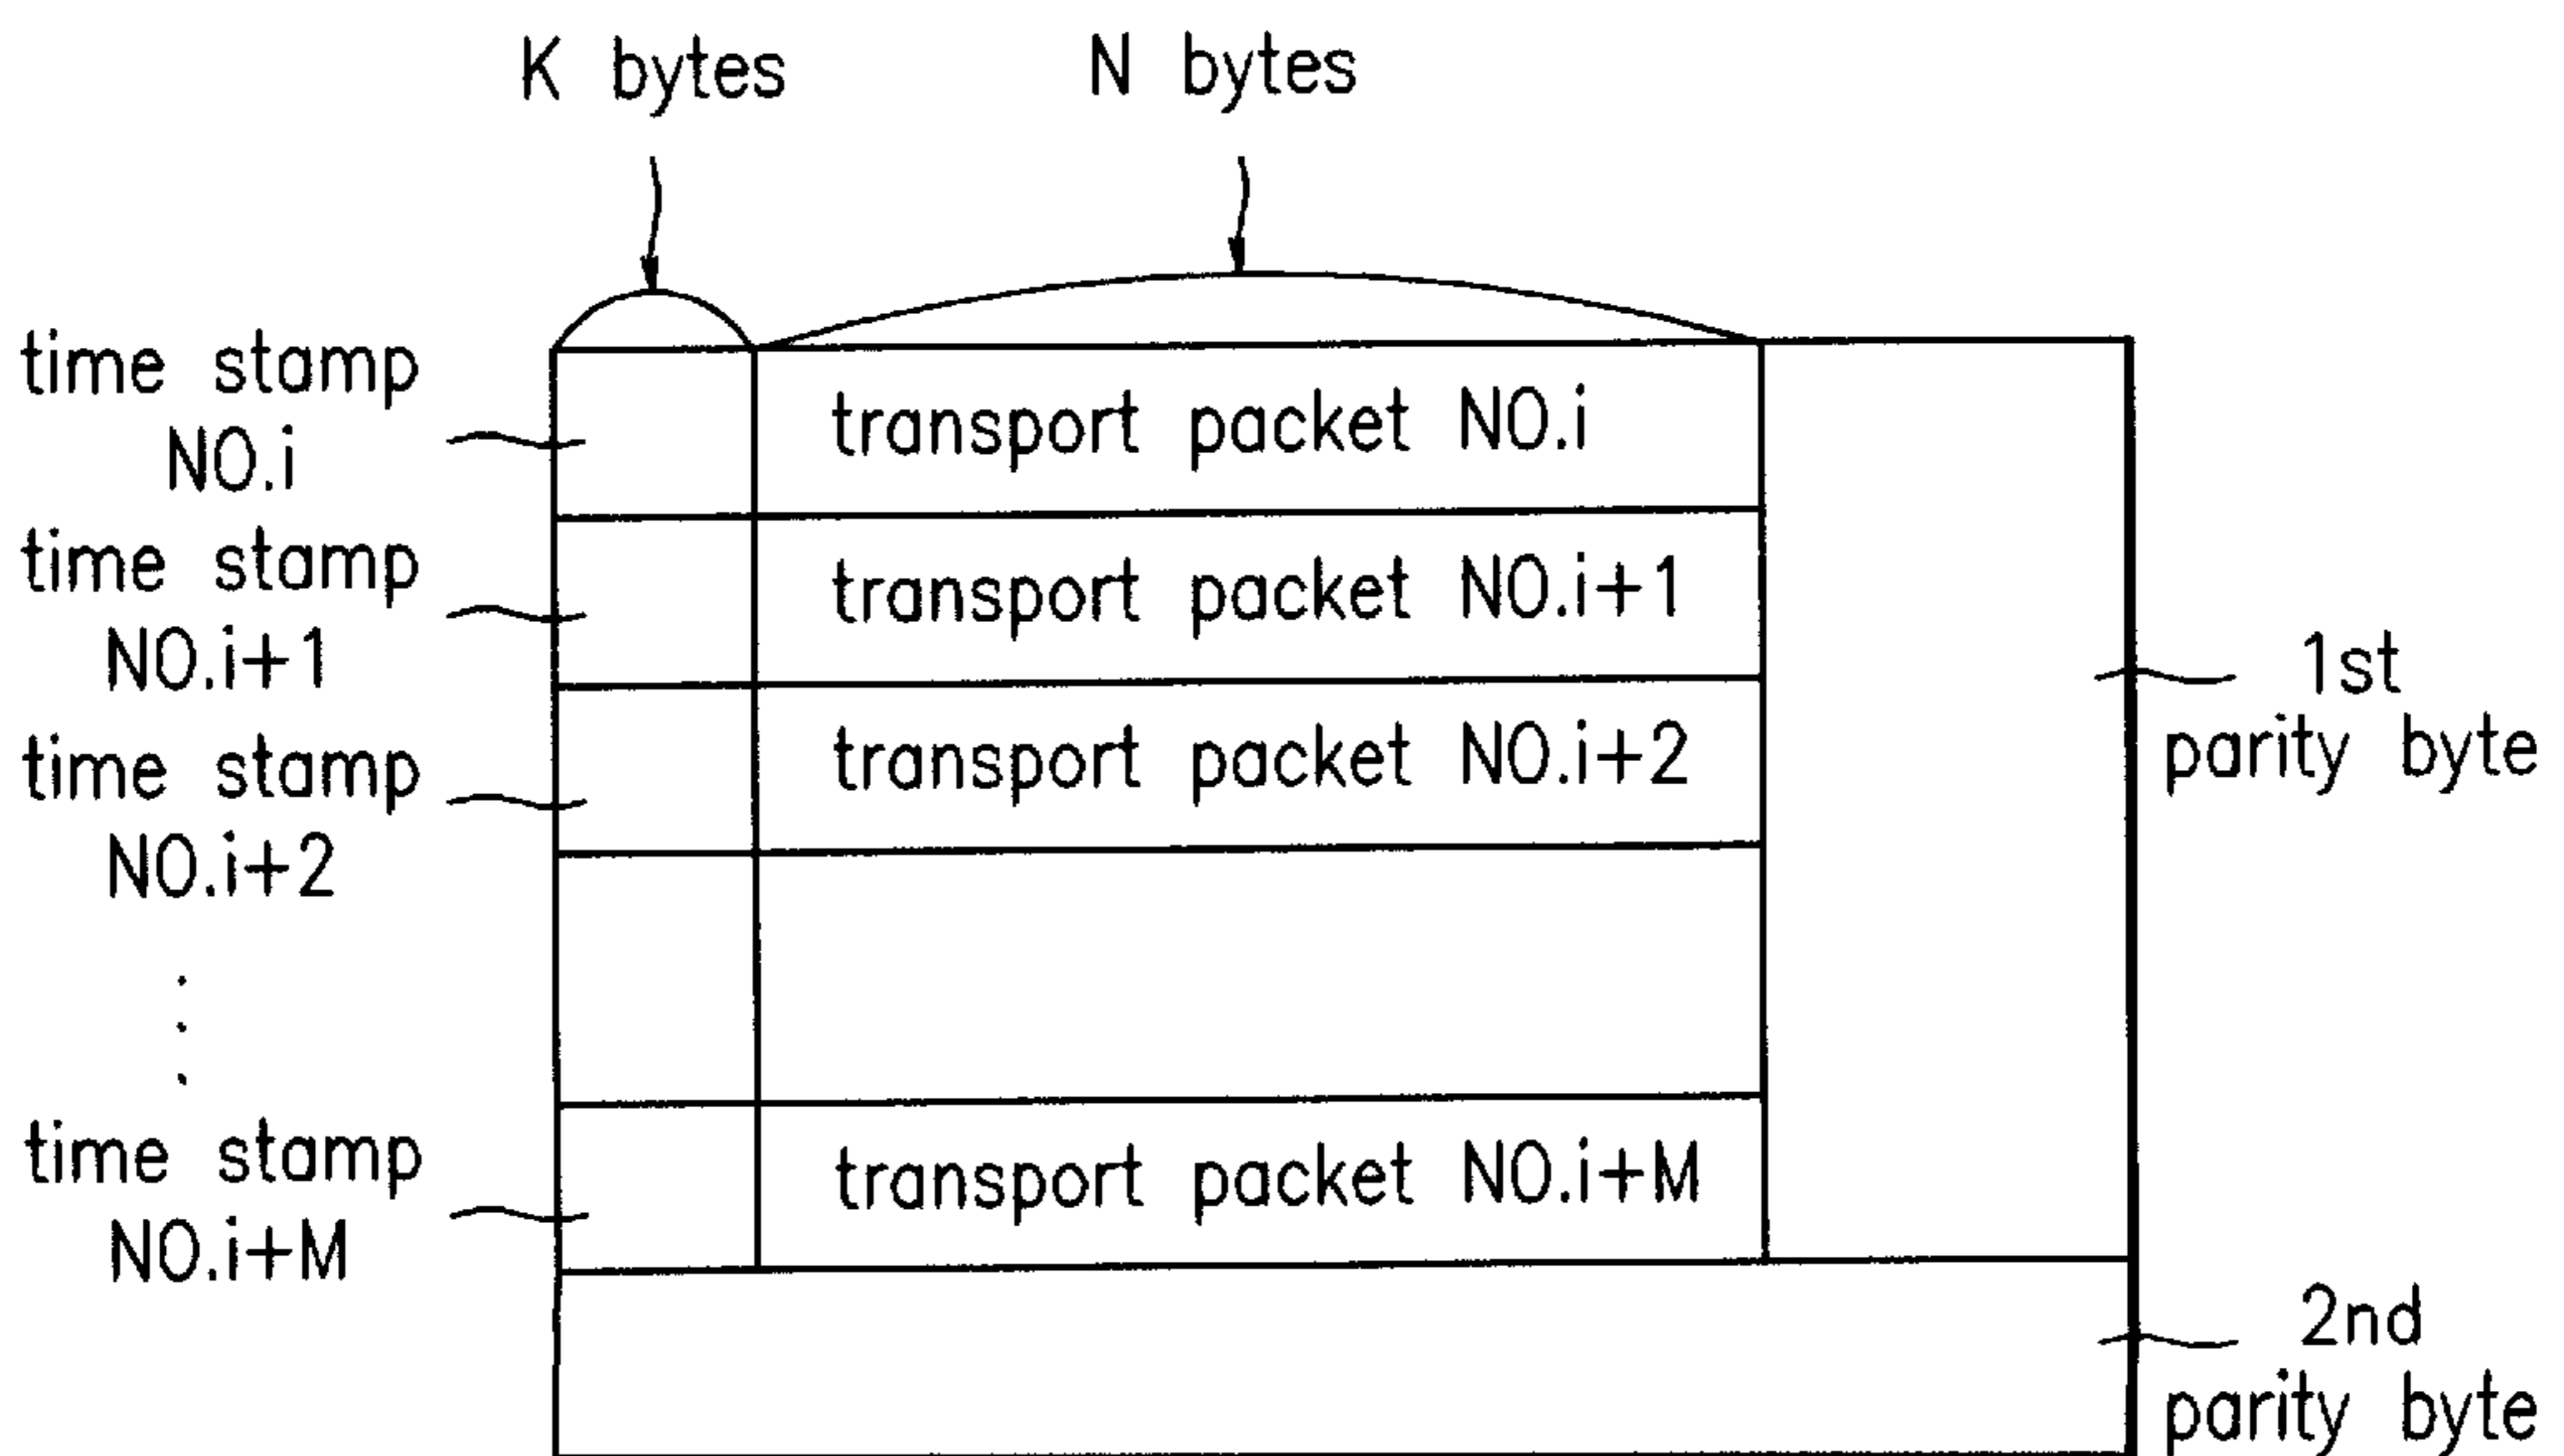 K bytes
N bytes
time stamp
NO.i
transport packet NO.i
time stamp
NO.i+1
transport packet NO.i+1
time stamp
NO.i+2
transport packet NO.i+2
1st
parity byte
time stamp
NO.i+M
transport packet NO.i+M
2nd
parity byte